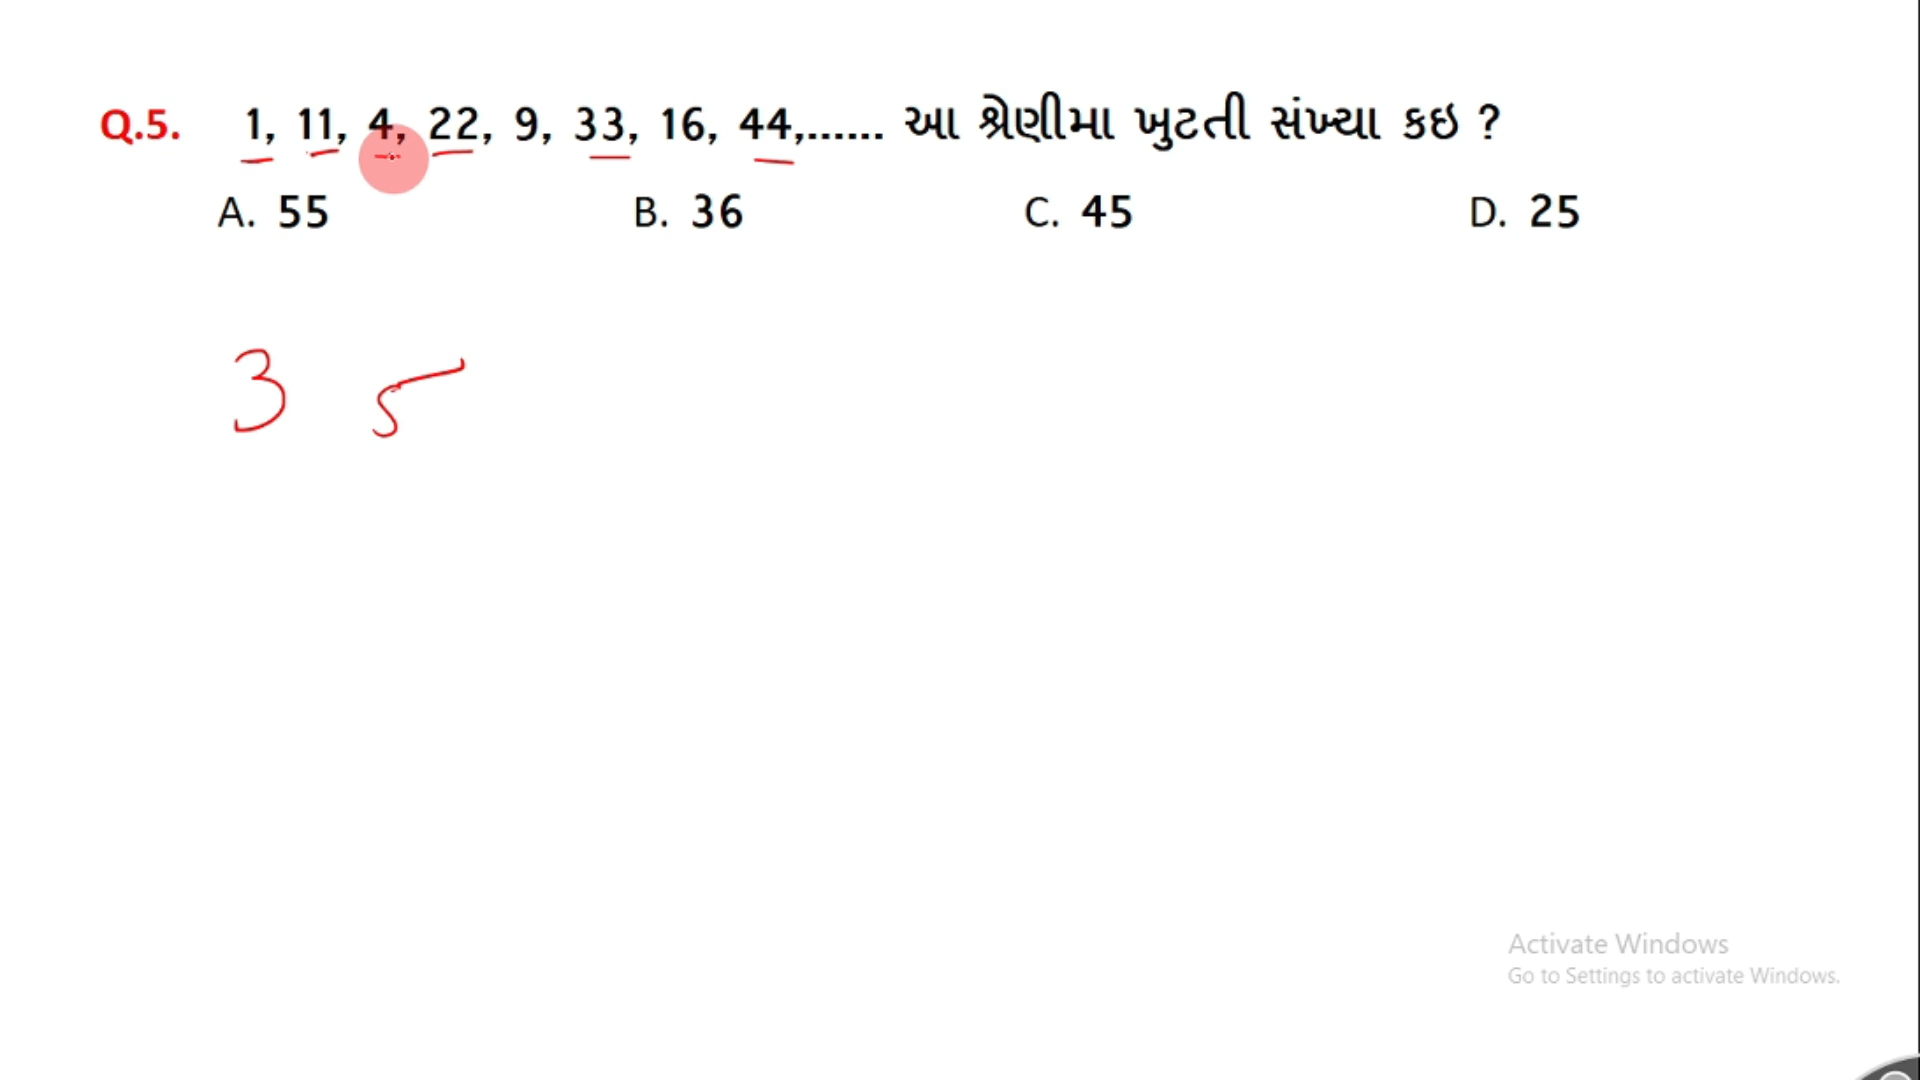 Q.5. 1, 11, 4, 22, 9, 33, 16, 44,...... આ શ્રેણીમા ખુટતી સંખ્યા કઇ ?
A. 55 B. 36 C. 45 D. 25
3 5
Activate Windows
Go to Settings to activate Windows.